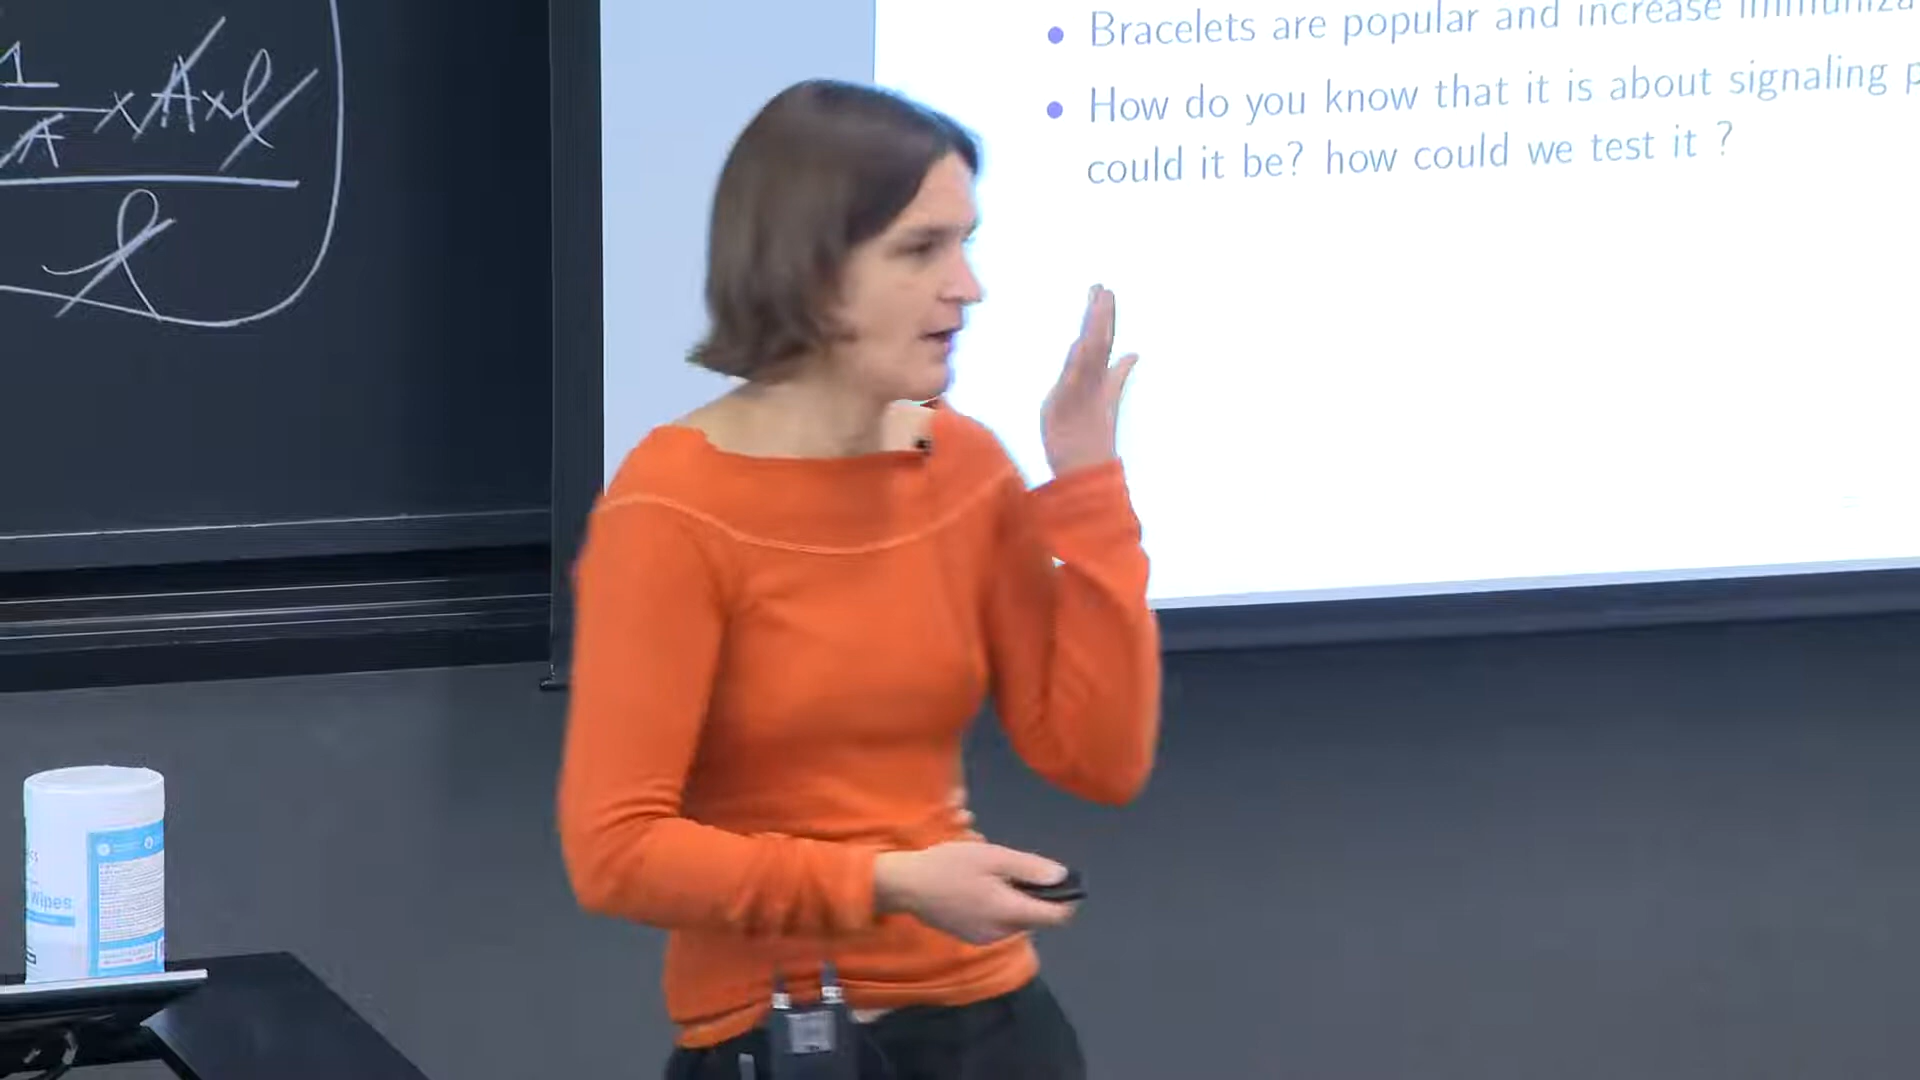 1
A × A × l
l
Bracelets are popular and increase
How do you know that it is about signaling
could it be? how could we test it ?
Wipes